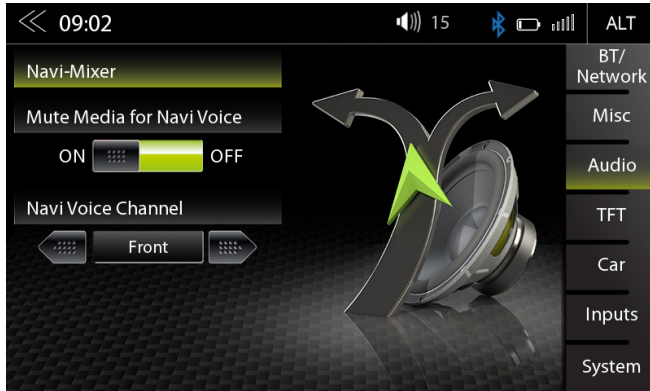 09:02
15
ALT
Navi-Mixer
Mute Media for Navi Voice
ON
OFF
Navi Voice Channel
Front
BT/
Network
Misc
Audio
TFT
Car
Inputs
System